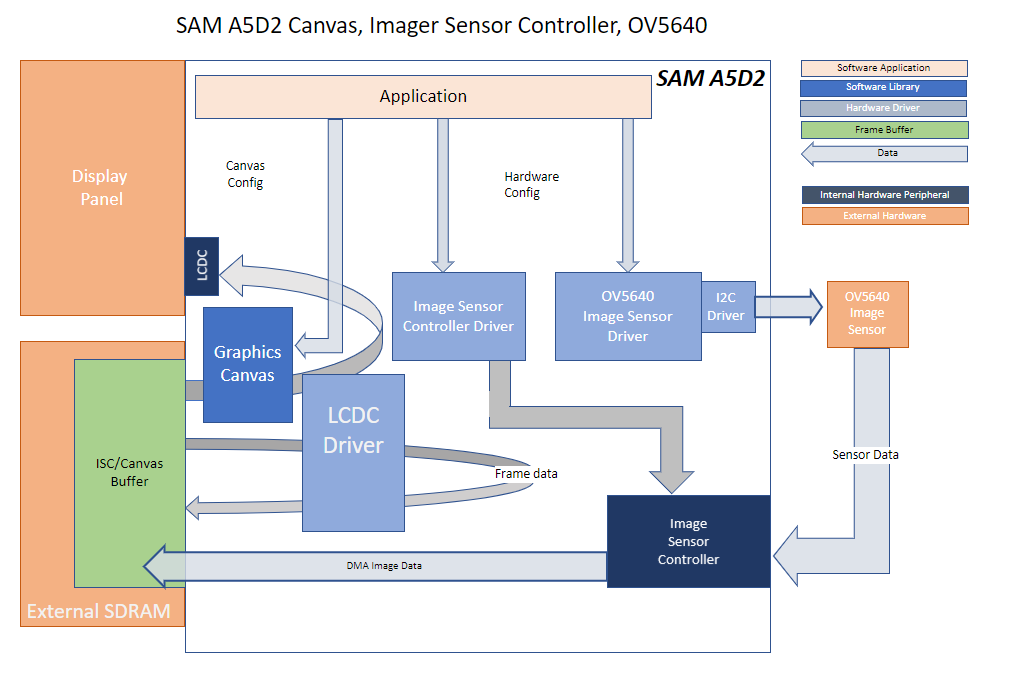 SAM A5D2 Canvas, Imager Sensor Controller, OV5640
SAM A5D2
Application
Software Application
Software Library
Hardware Driver
Frame Buffer
Data
Internal Hardware Peripheral
External Hardware
Display
Panel
Canvas
Config
Hardware
Config
LCDC
Image Sensor
Controller Driver
OV5640
Image Sensor
Driver
I2C
Driver
OV5640
Image
Sensor
Graphics
Canvas
LCDC
Driver
ISC/Canvas
Buffer
Frame data
Sensor Data
Image
Sensor
Controller
DMA Image Data
External SDRAM